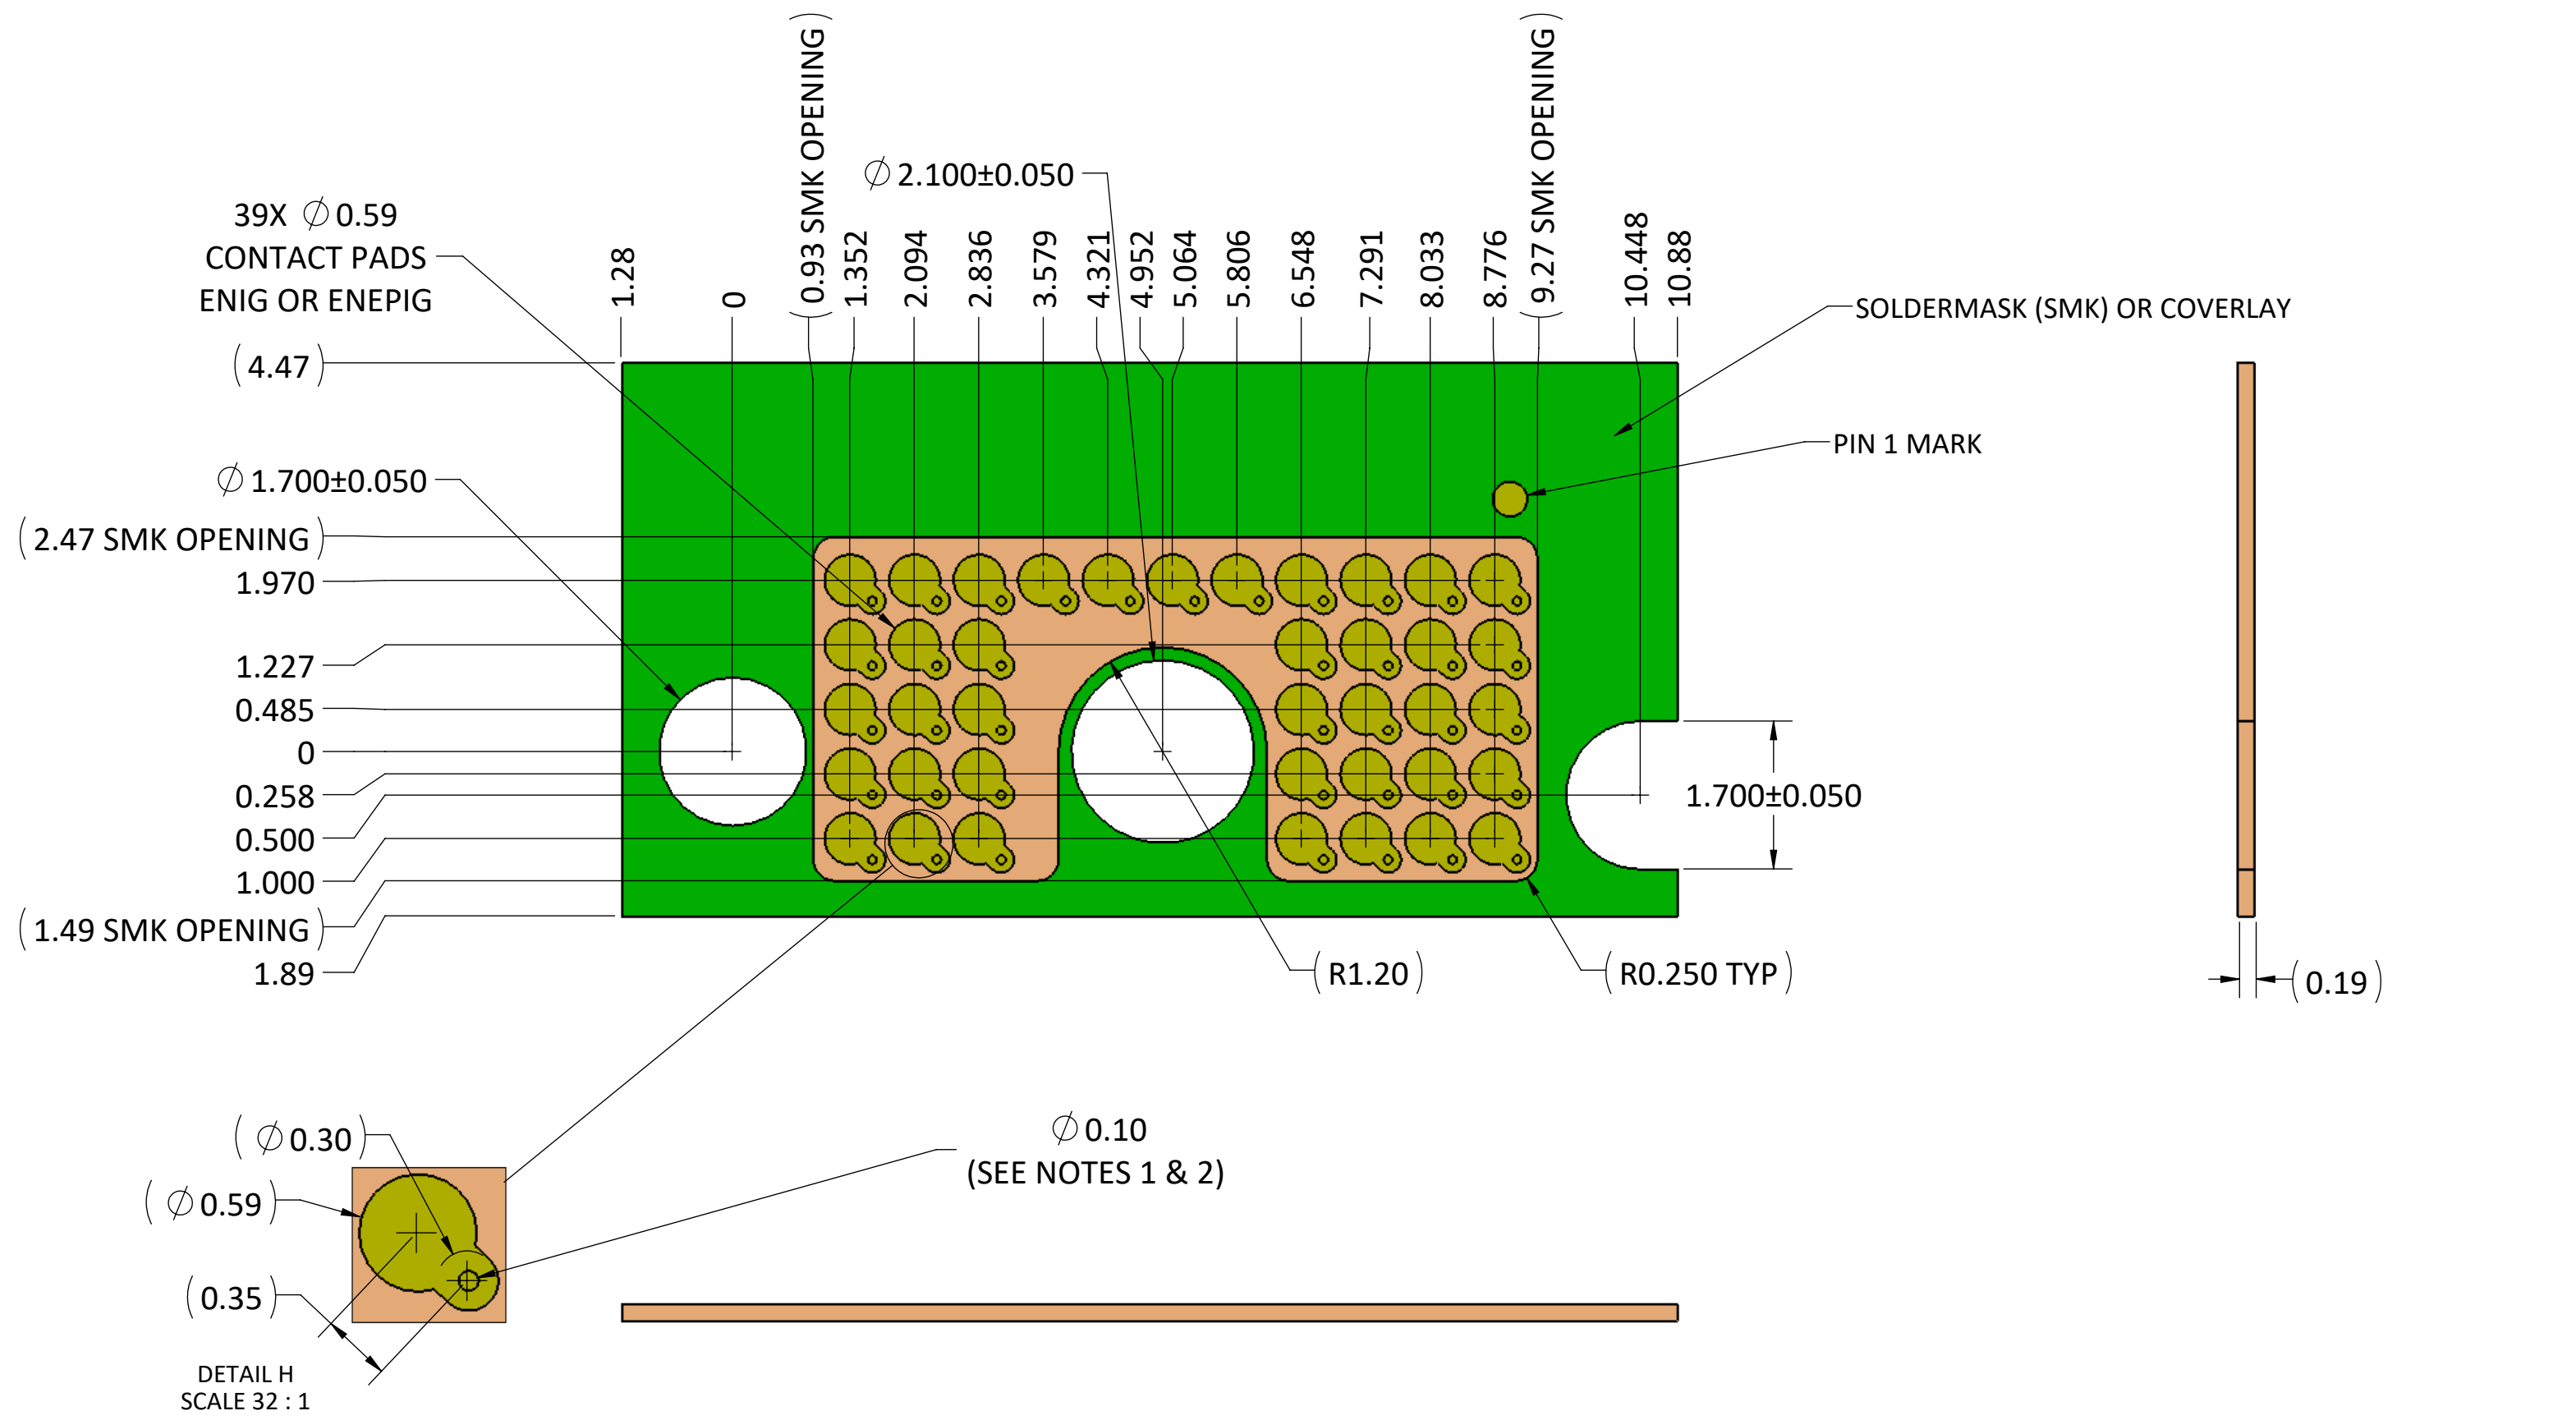 (0.93 SMK OPENING)
(9.27 SMK OPENING)
⌀ 2.100±0.050
39X ⌀ 0.59
CONTACT PADS
ENIG OR ENEPIG
1.28
0
1.352
2.094
2.836
3.579
4.321
4.952
5.064
5.806
6.548
7.291
8.033
8.776
10.448
10.88
SOLDERMASK (SMK) OR COVERLAY
(4.47)
PIN 1 MARK
⌀ 1.700±0.050
(2.47 SMK OPENING)
1.970
1.227
0.485
0
0.258
0.500
1.000
(1.49 SMK OPENING)
1.89
1.700±0.050
(R1.20)
(R0.250 TYP)
(0.19)
(⌀ 0.30)
(⌀ 0.59)
(0.35)
⌀ 0.10
(SEE NOTES 1 & 2)
DETAIL H
SCALE 32 : 1